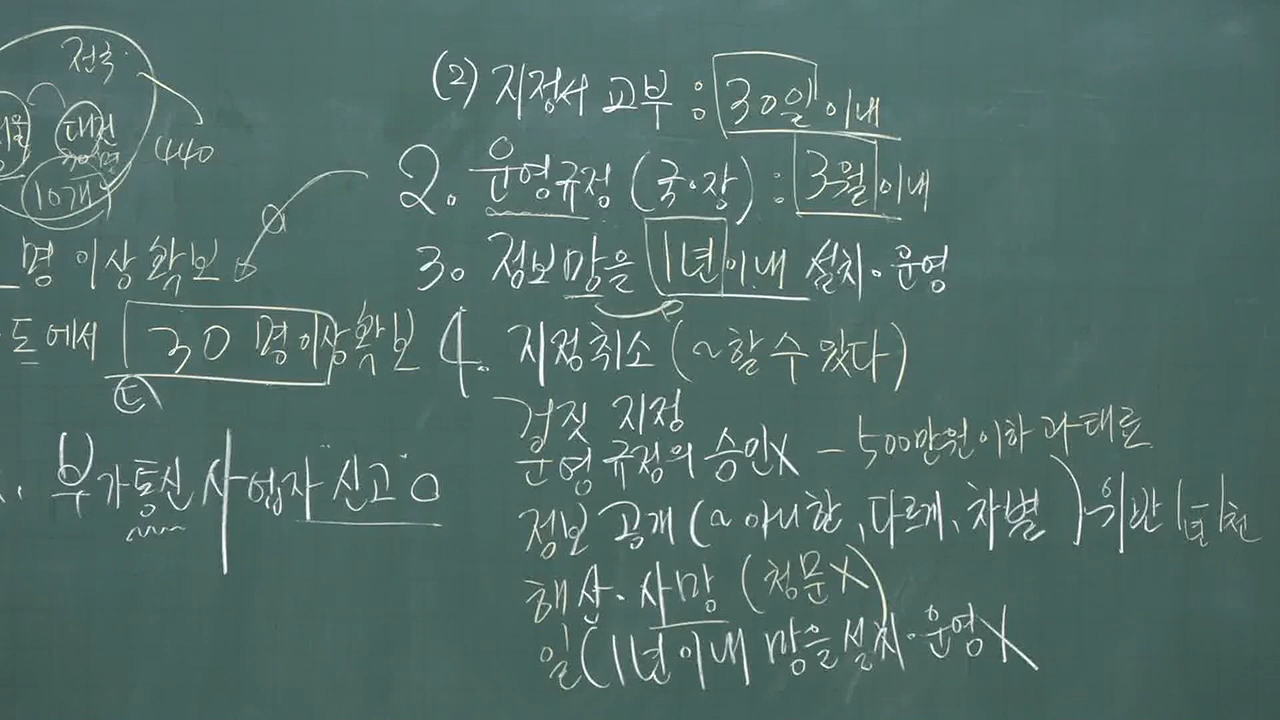 전국
대전
440
10개
명 이상 확보
도에서 30명이상 확보
부가통신사업자 신고 O
(2) 지정서 교부 : 30일 이내
2. 운영규정 (국·장) : 3월 이내
3. 정보망을 1년이내 설치·운영
4. 지정취소 (~할 수 있다)
거짓 지정
운영규정의 승인X - 500만원이하 과태료
정보 공개 (~아니한, 다르게, 차별) 위반 1년 1천
해산·사망 (청문X)
일 (1년이내 망을 설치·운영X